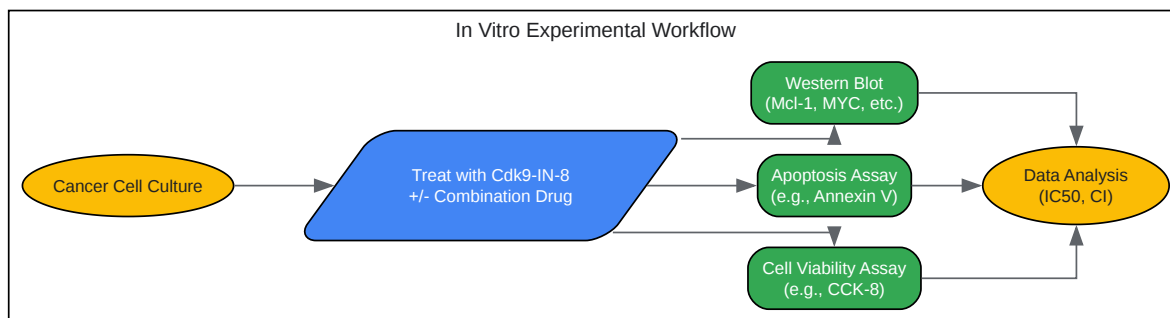 In Vitro Experimental Workflow
Cancer Cell Culture
Treat with Cdk9-IN-8
+/- Combination Drug
Western Blot
(Mcl-1, MYC, etc.)
Apoptosis Assay
(e.g., Annexin V)
Cell Viability Assay
(e.g., CCK-8)
Data Analysis
(IC50, CI)